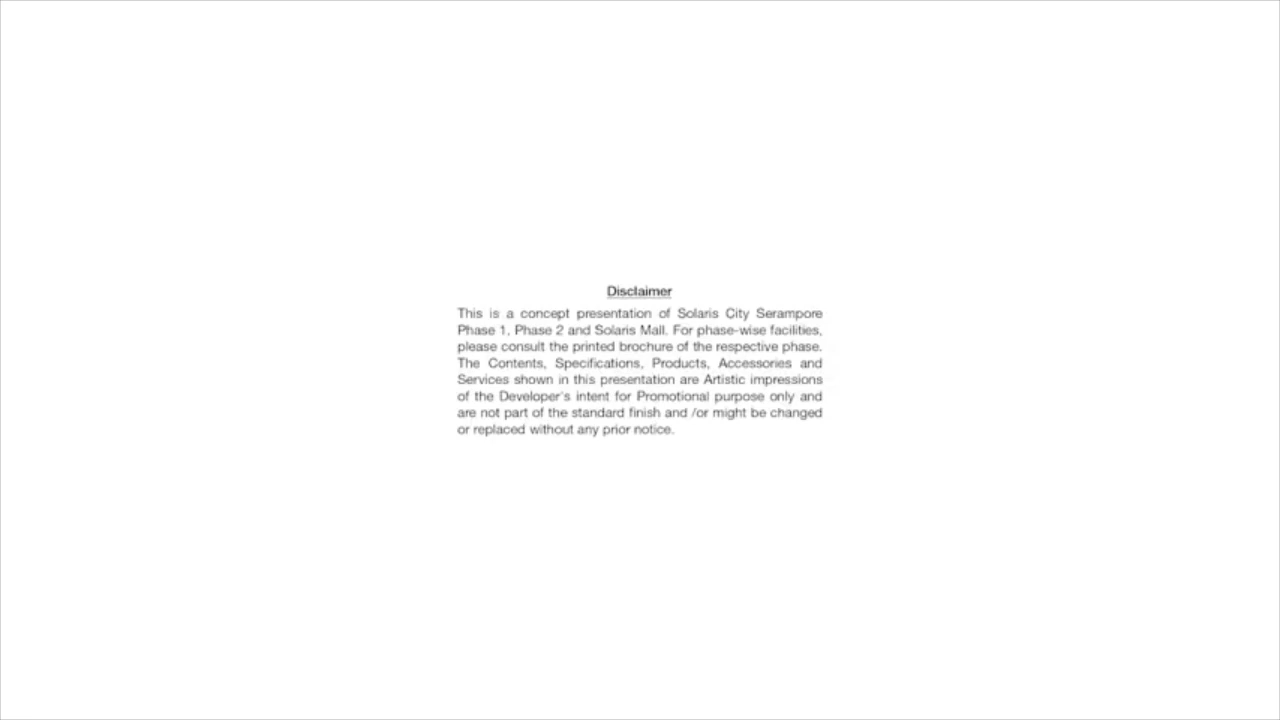 Disclaimer
This is a concept presentation of Solaris City Serampore
Phase 1, Phase 2 and Solaris Mall. For phase-wise facilities,
please consult the printed brochure of the respective phase.
The Contents, Specifications, Products, Accessories and
Services shown in this presentation are Artistic impressions
of the Developer's intent for Promotional purpose only and
are not part of the standard finish and /or might be changed
or replaced without any prior notice.